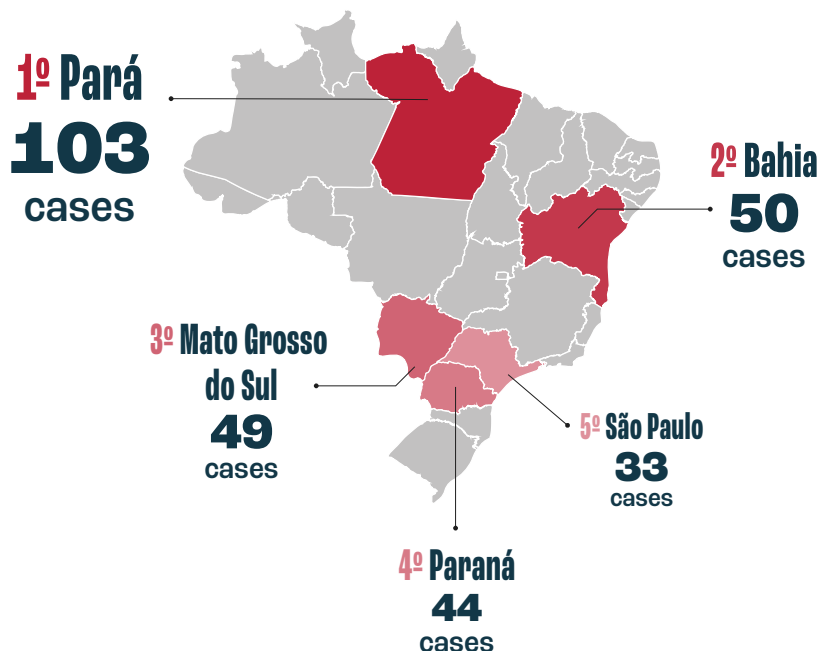 1º Pará
103
cases
2º Bahia
50
cases
3º Mato Grosso
do Sul
49
cases
5º São Paulo
33
cases
4º Paraná
44
cases